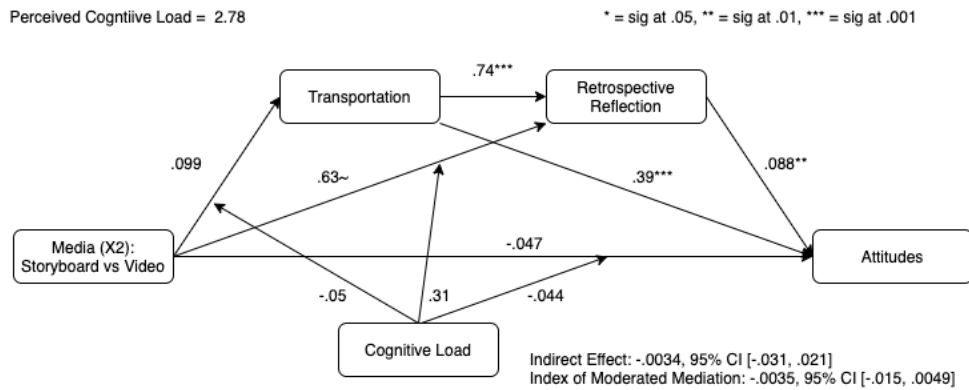 Perceived Cogntiive Load = 2.78
* = sig at .05, ** = sig at .01, *** = sig at .001
.74***
Transportation
Retrospective
Reflection
.099
.63~
.39***
.088**
Media (X2):
Storyboard vs Video
-.047
Attitudes
-.05
.31
-.044
Cognitive Load
Indirect Effect: -.0034, 95% CI [-.031, .021]
Index of Moderated Mediation: -.0035, 95% CI [-.015, .0049]